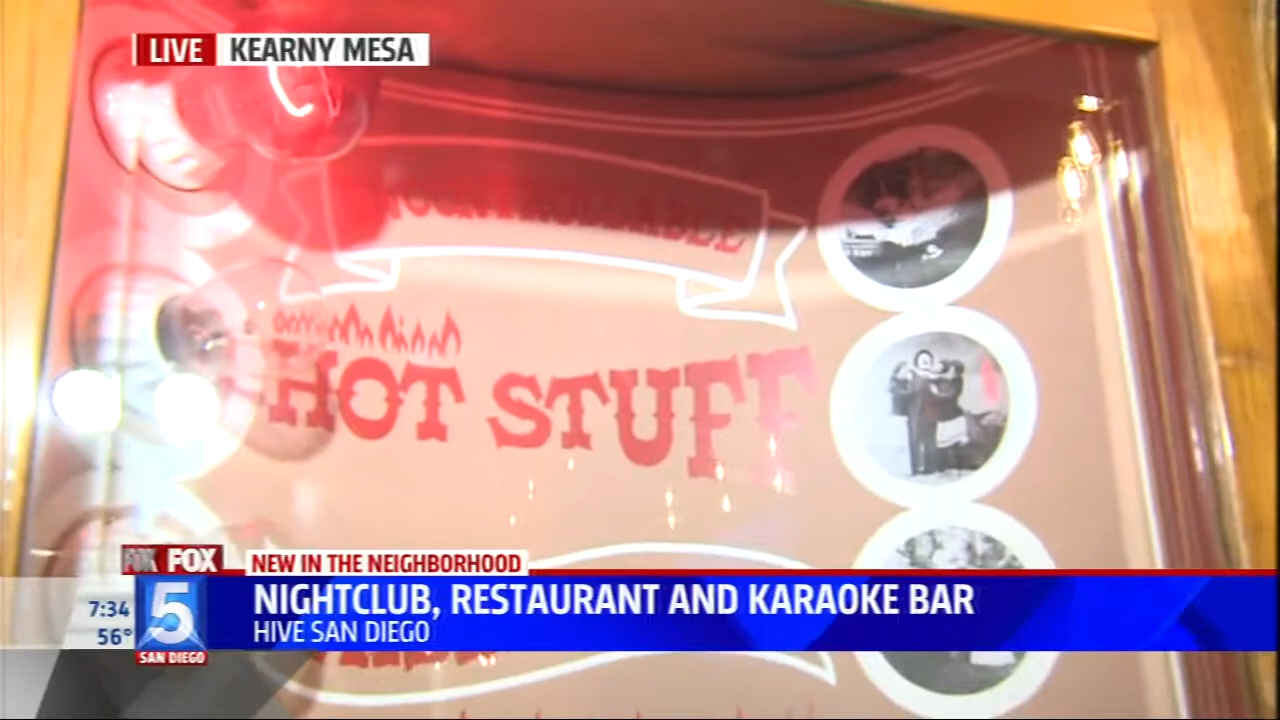 LIVE KEARNY MESA
UNCONTROLLABLE
HOT STUFF
FOX
NEW IN THE NEIGHBORHOOD
NIGHTCLUB, RESTAURANT AND KARAOKE BAR
HIVE SAN DIEGO
7:34
56°
5
SAN DIEGO